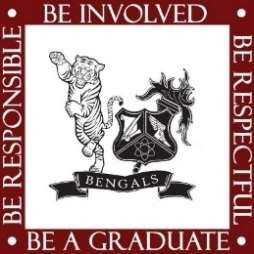 BE INVOLVED
BE RESPONSIBLE
BE RESPECTFUL
BENGALS
BE A GRADUATE